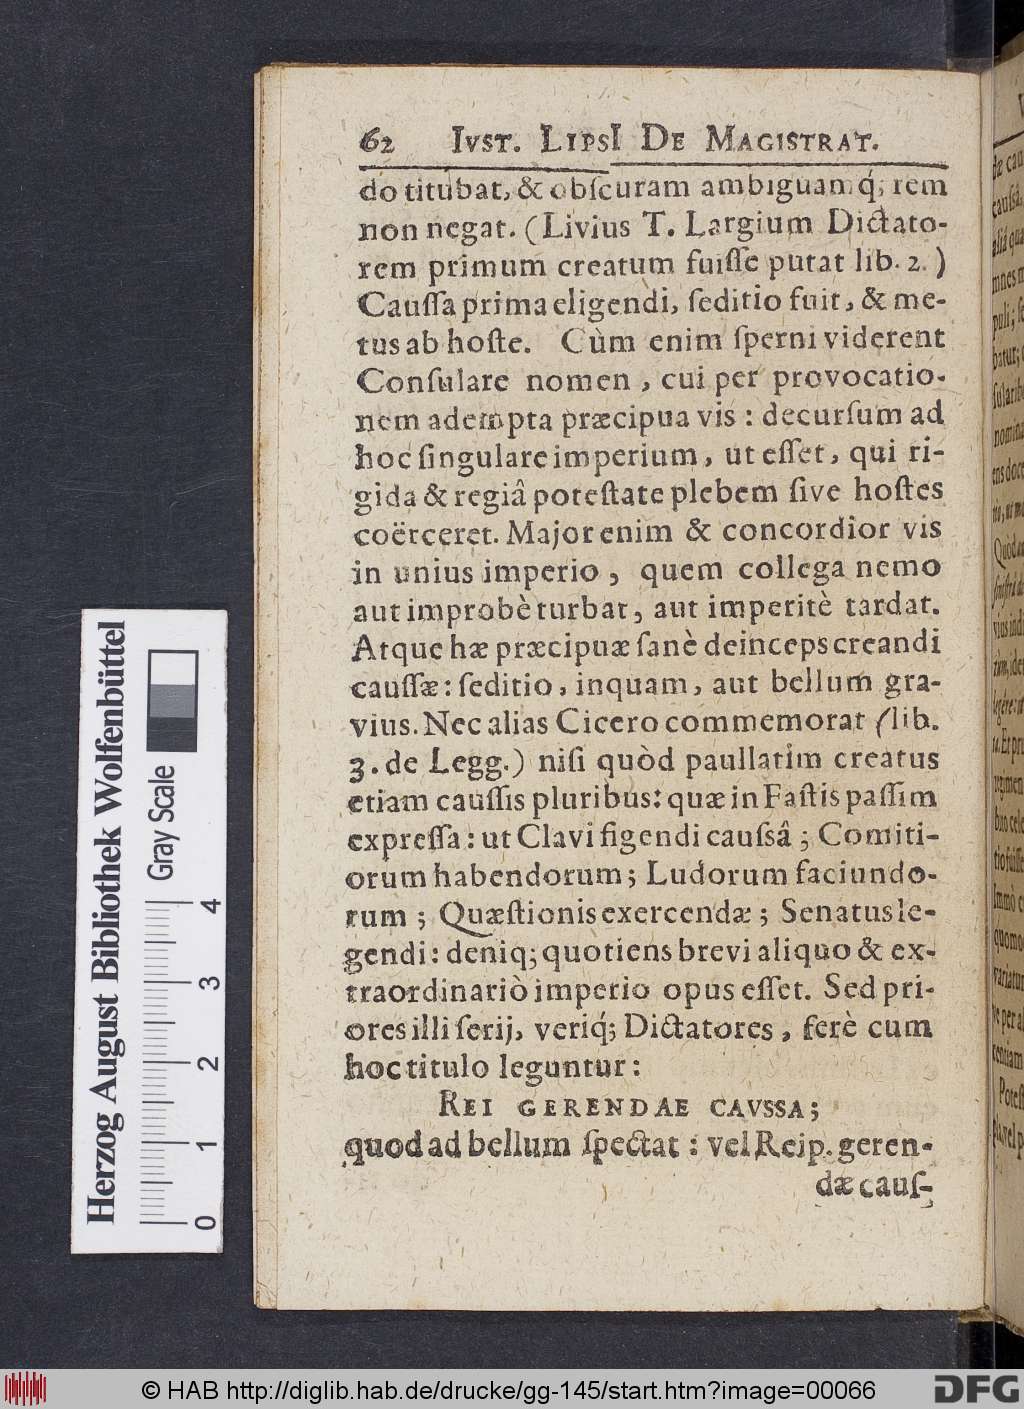 62 IVST. LIPSI DE MAGISTRAT.
do titubat, & obſcuram ambiguamq́; rem
non negat. (Livius T. Largium Dictato-
rem primum creatum fuiſſe putat lib. 2.)
Cauſſa prima eligendi, ſeditio fuit, & me-
tus ab hoſte. Cùm enim ſperni viderent
Conſulare nomen, cui per provocatio-
nem adempta præcipua vis: decurſum ad
hoc ſingulare imperium, ut eſſet, qui ri-
gida & regiâ poteſtate plebem ſive hoſtes
coërceret. Major enim & concordior vis
in unius imperio, quem collega nemo
aut improbè turbat, aut imperitè tardat.
Atque hæ præcipuæ ſanè deinceps creandi
cauſſæ: ſeditio, inquam, aut bellum gra-
vius. Nec alias Cicero commemorat (lib.
3. de Legg.) niſi quòd paullatim creatus
etiam cauſſis pluribus: quæ in Faſtis paſſim
expreſſa: ut Clavi figendi cauſsâ; Comiti-
orum habendorum; Ludorum faciundo-
rum; Quæſtionis exercendæ; Senatus le-
gendi: deniq; quotiens brevi aliquo & ex-
traordinariò imperio opus eſſet. Sed pri-
ores illi ſerij, veriq́; Dictatores, ferè cum
hoc titulo leguntur:
REI GERENDAE CAVSSA;
quod ad bellum ſpectat: vel Reip. geren-
dæ cauſ-
Herzog August Bibliothek Wolfenbüttel
Gray Scale
0 1 2 3 4
© HAB http://diglib.hab.de/drucke/gg-145/start.htm?image=00066
DFG